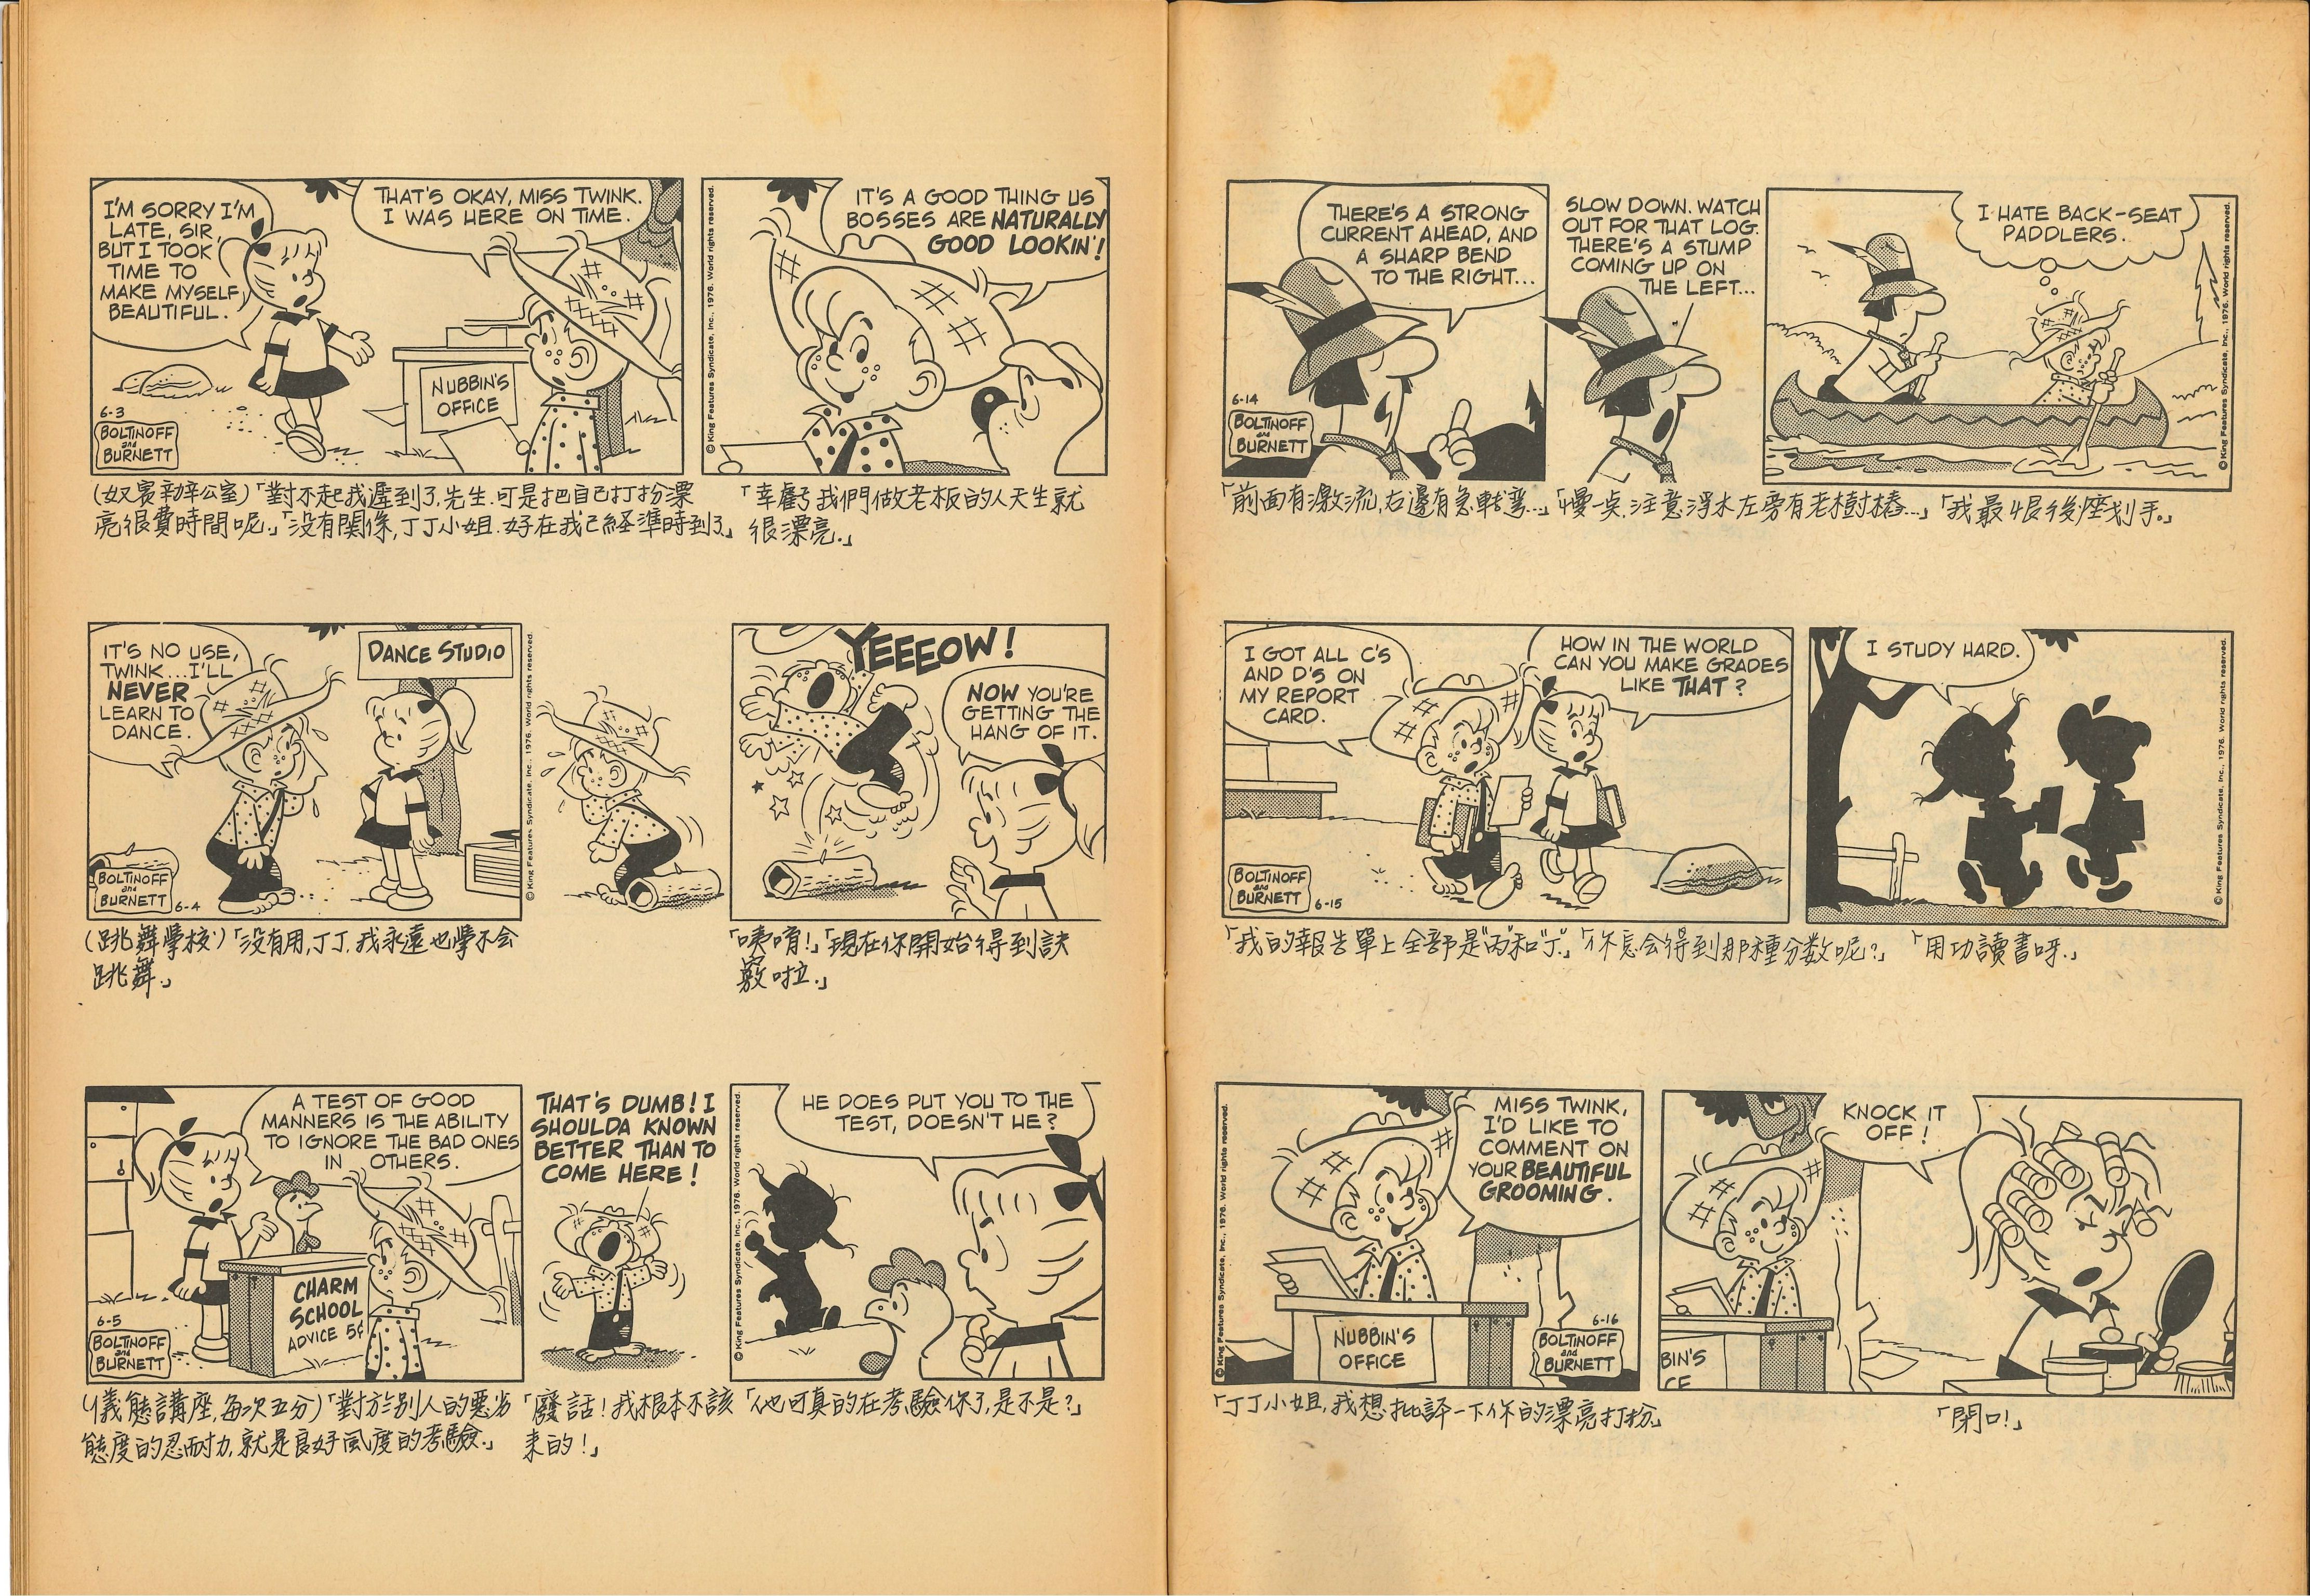 I'M SORRY I'M
LATE, SIR,
BUT I TOOK
TIME TO
MAKE MYSELF
BEAUTIFUL.
THAT'S OKAY, MISS TWINK.
I WAS HERE ON TIME.
NUBBIN'S
OFFICE
6-3
BOLTINOFF
and
BURNETT
© King Features Syndicate, Inc., 1976. World rights reserved.
IT'S A GOOD THING US
BOSSES ARE NATURALLY
GOOD LOOKIN'!
(奴賓辦公室)「對不起我遲到了,先生.可是把自己打扮漂
亮很費時間呢.」「没有関係,丁丁小姐.好在我已経準時到了.」
「幸虧我們做老板的人天生就
很漂亮.」
IT'S NO USE,
TWINK...I'LL
NEVER
LEARN TO
DANCE.
DANCE STUDIO
BOLTINOFF
and
BURNETT
6-4
© King Features Syndicate, Inc., 1976. World rights reserved.
YEEEOW!
NOW YOU'RE
GETTING THE
HANG OF IT.
(跳舞學校)「没有用,丁丁,我永遠也學不会
跳舞.」
「咦唷!」「現在你開始得到訣
竅啦.」
A TEST OF GOOD
MANNERS IS THE ABILITY
TO IGNORE THE BAD ONES
IN OTHERS.
CHARM
SCHOOL
ADVICE 5¢
6-5
BOLTINOFF
and
BURNETT
THAT'S DUMB! I
SHOULDA KNOWN
BETTER THAN TO
COME HERE!
© King Features Syndicate, Inc., 1976. World rights reserved.
HE DOES PUT YOU TO THE
TEST, DOESN'T HE?
(儀態講座,每次五分)「對於别人的悪劣
態度的忍耐力,就是良好風度的考驗.」
「廢話!我根本不該
来的!」
「他可真的在考驗你了,是不是?」
THERE'S A STRONG
CURRENT AHEAD, AND
A SHARP BEND
TO THE RIGHT...
6-14
BOLTINOFF
and
BURNETT
SLOW DOWN. WATCH
OUT FOR THAT LOG.
THERE'S A STUMP
COMING UP ON
THE LEFT...
I HATE BACK-SEAT
PADDLERS.
© King Features Syndicate, Inc., 1976. World rights reserved.
「前面有激流,右邊有急轉彎...」「慢一点,注意浮木左旁有老樹樁...」「我最恨後座划手.」
I GOT ALL C'S
AND D'S ON
MY REPORT
CARD.
HOW IN THE WORLD
CAN YOU MAKE GRADES
LIKE THAT?
BOLTINOFF
and
BURNETT
6-15
I STUDY HARD.
© King Features Syndicate, Inc., 1976. World rights reserved.
「我的報告單上全部是"丙"和"丁".」「你怎会得到那種分数呢?」「用功讀書呀.」
© King Features Syndicate, Inc., 1976. World rights reserved.
MISS TWINK,
I'D LIKE TO
COMMENT ON
YOUR BEAUTIFUL
GROOMING.
NUBBIN'S
OFFICE
6-16
BOLTINOFF
and
BURNETT
KNOCK IT
OFF!
BIN'S
CE
「丁丁小姐,我想批評一下你的漂亮打扮.」
「閉口!」